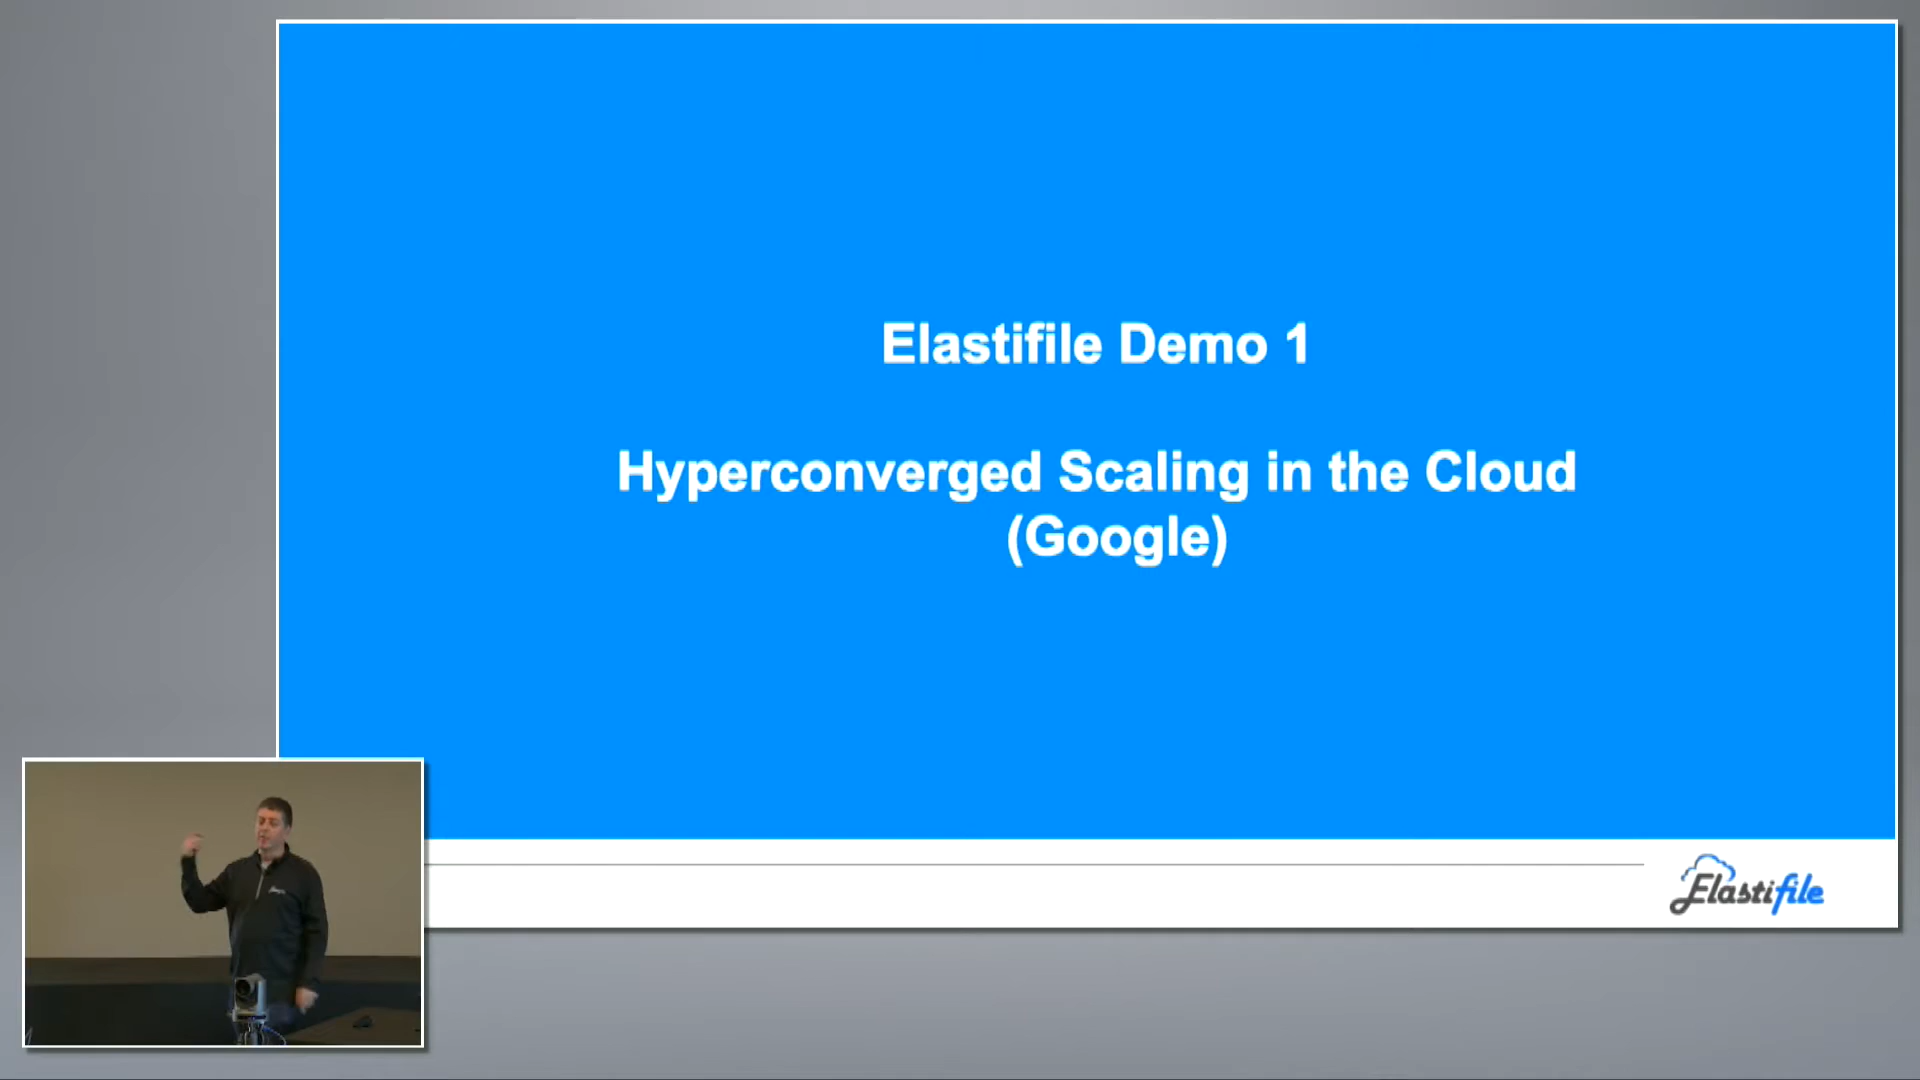 Elastifile Demo 1
Hyperconverged Scaling in the Cloud
(Google)
Elastifile